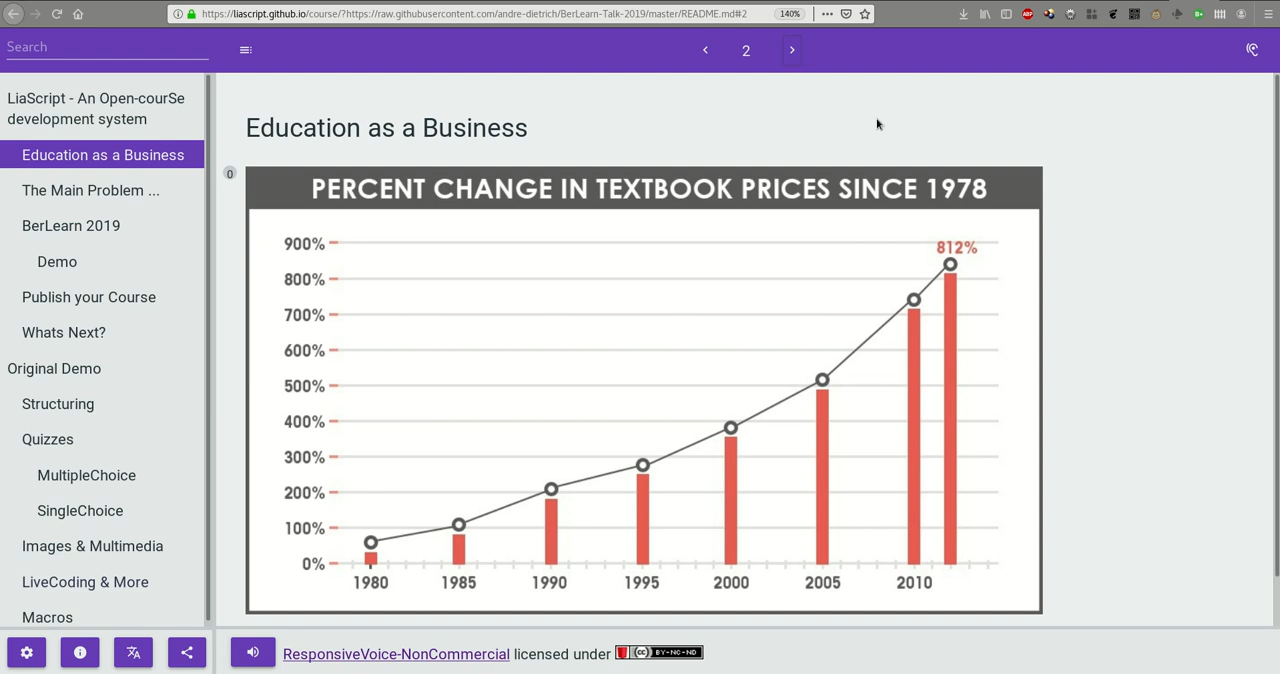 https://liascript.github.io/course/?https://raw.githubusercontent.com/andre-dietrich/BerLearn-Talk-2019/master/README.md#2
140%
Search
2
LiaScript - An Open-courSe
development system
Education as a Business
The Main Problem ...
BerLearn 2019
Demo
Publish your Course
Whats Next?
Original Demo
Structuring
Quizzes
MultipleChoice
SingleChoice
Images & Multimedia
LiveCoding & More
Macros
Education as a Business
0
PERCENT CHANGE IN TEXTBOOK PRICES SINCE 1978
900%
812%
800%
700%
600%
500%
400%
300%
200%
100%
0%
1980 1985 1990 1995 2000 2005 2010
ResponsiveVoice-NonCommercial licensed under
cc BY-NC-ND